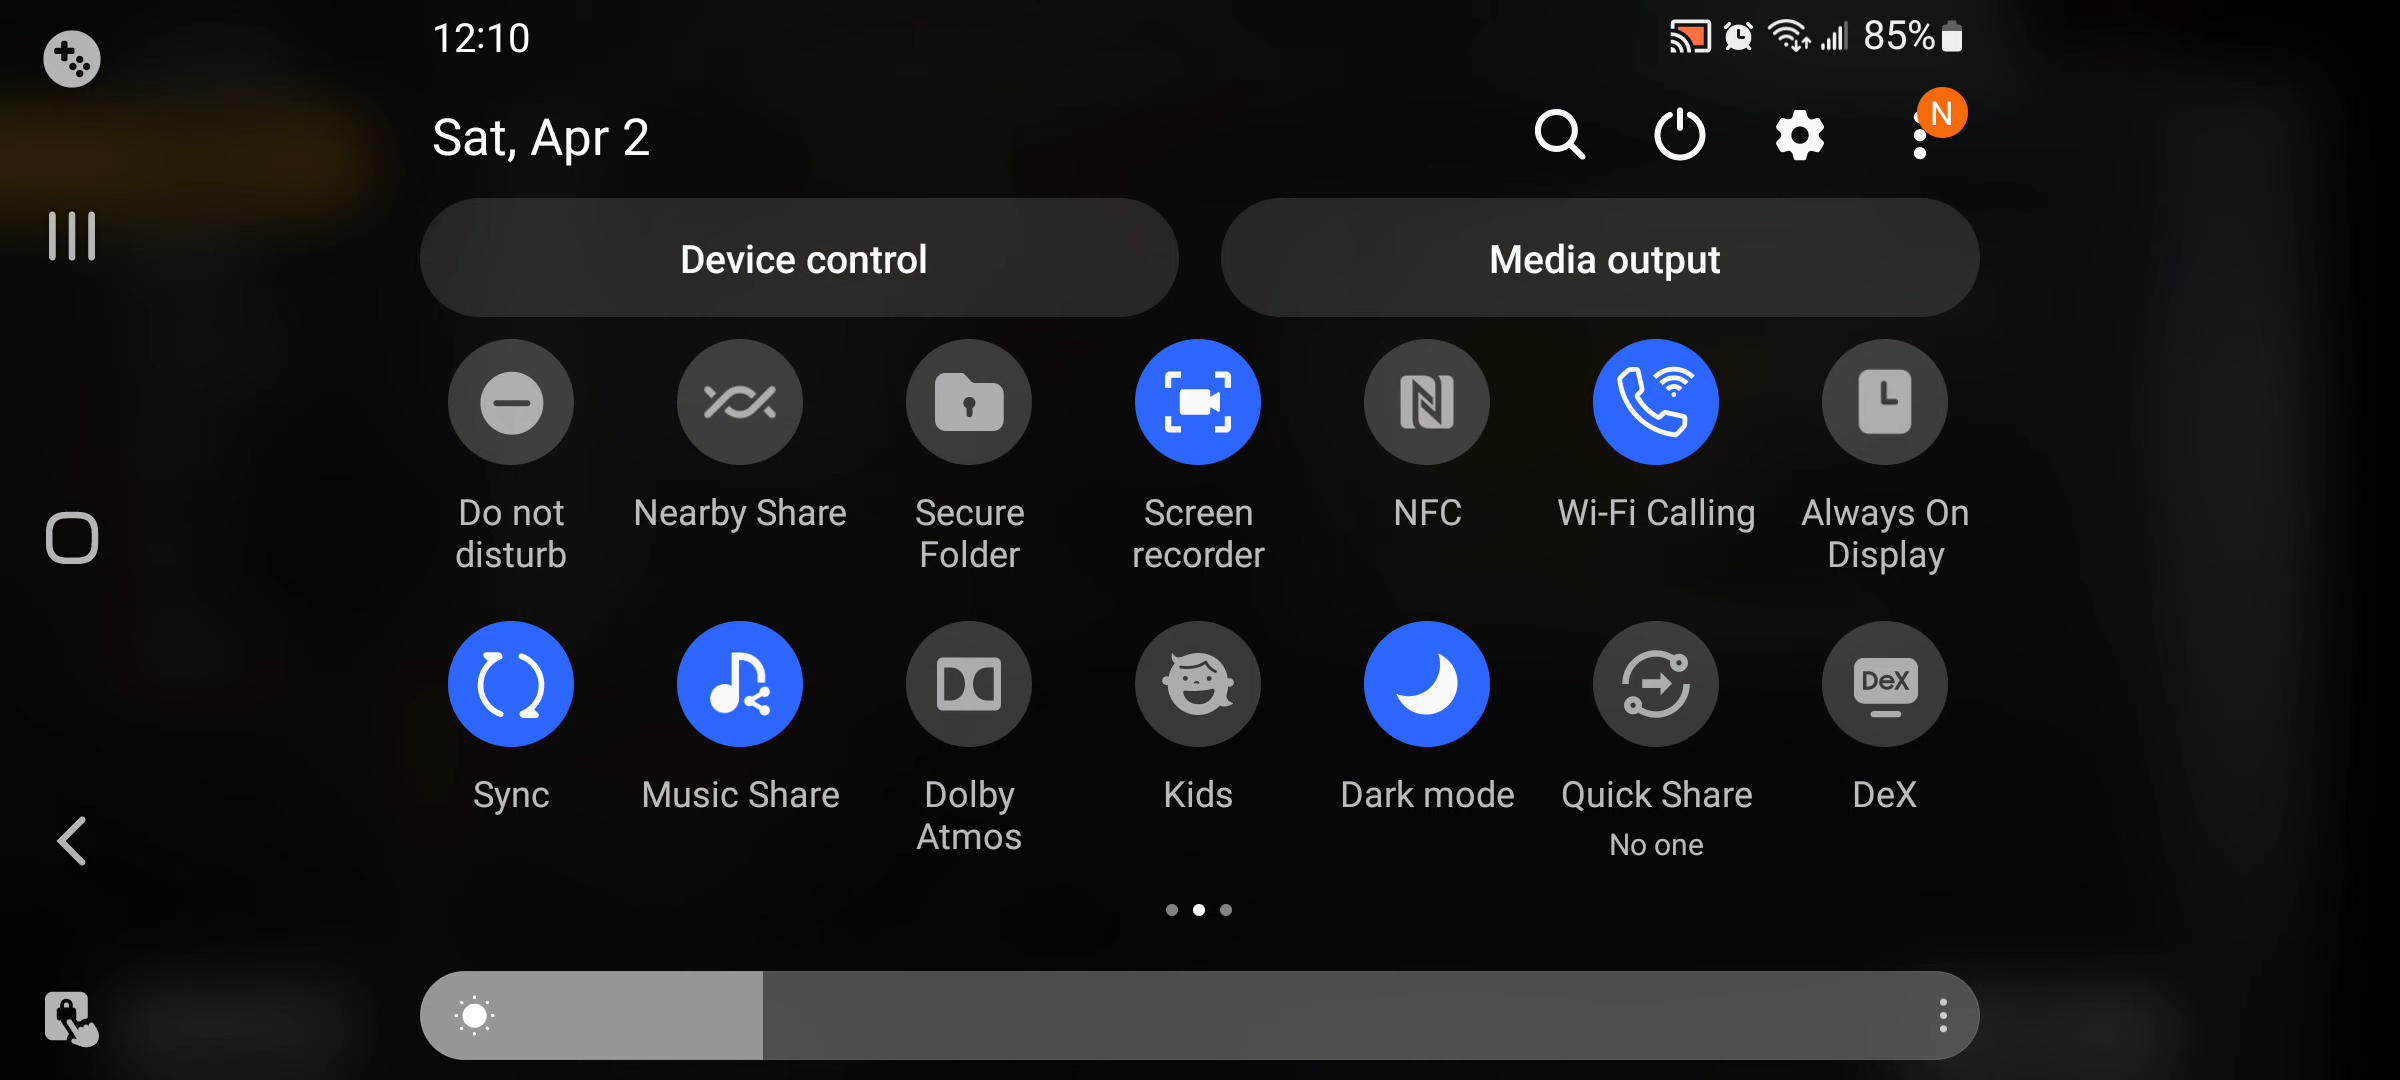 12:10
85%
Sat, Apr 2
N
Device control
Media output
Do not
disturb
Nearby Share
Secure
Folder
Screen
recorder
NFC
Wi-Fi Calling
Always On
Display
DeX
Sync
Music Share
Dolby
Atmos
Kids
Dark mode
Quick Share
No one
DeX